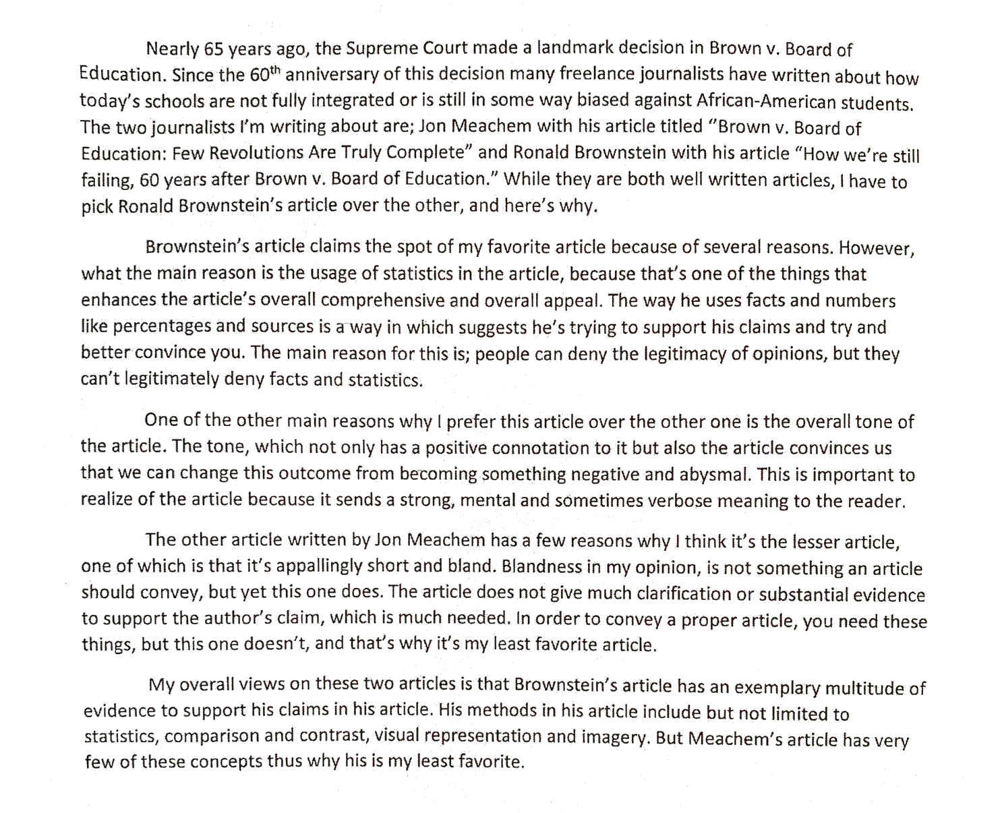 Nearly 65 years ago, the Supreme Court made a landmark decision in Brown v. Board of
Education. Since the 60th anniversary of this decision many freelance journalists have written about how
today's schools are not fully integrated or is still in some way biased against African-American students.
The two journalists I'm writing about are; Jon Meachem with his article titled "Brown v. Board of
Education: Few Revolutions Are Truly Complete" and Ronald Brownstein with his article "How we're still
failing, 60 years after Brown v. Board of Education." While they are both well written articles, I have to
pick Ronald Brownstein's article over the other, and here's why.
Brownstein's article claims the spot of my favorite article because of several reasons. However,
what the main reason is the usage of statistics in the article, because that's one of the things that
enhances the article's overall comprehensive and overall appeal. The way he uses facts and numbers
like percentages and sources is a way in which suggests he's trying to support his claims and try and
better convince you. The main reason for this is; people can deny the legitimacy of opinions, but they
can't legitimately deny facts and statistics.
One of the other main reasons why I prefer this article over the other one is the overall tone of
the article. The tone, which not only has a positive connotation to it but also the article convinces us
that we can change this outcome from becoming something negative and abysmal. This is important to
realize of the article because it sends a strong, mental and sometimes verbose meaning to the reader.
The other article written by Jon Meachem has a few reasons why I think it's the lesser article,
one of which is that it's appallingly short and bland. Blandness in my opinion, is not something an article
should convey, but yet this one does. The article does not give much clarification or substantial evidence
to support the author's claim, which is much needed. In order to convey a proper article, you need these
things, but this one doesn't, and that's why it's my least favorite article.
My overall views on these two articles is that Brownstein's article has an exemplary multitude of
evidence to support his claims in his article. His methods in his article include but not limited to
statistics, comparison and contrast, visual representation and imagery. But Meachem's article has very
few of these concepts thus why his is my least favorite.